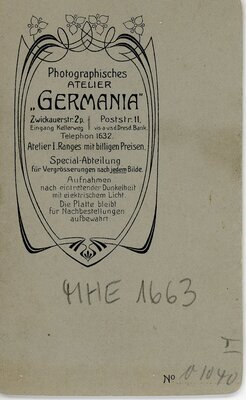 Photographisches
ATELIER
„GERMANIA"
Zwickauerstr. 2p. Poststr. 11.
Eingang Kellerweg vis-a-vis d. Dresd. Bank.
Telephon 1632.
Atelier I. Ranges mit billigen Preisen.
Special-Abteilung
für Vergrösserungen nach jedem Bilde.
Aufnahmen
nach eintretender Dunkelheit
mit elektrischem Licht.
Die Platte bleibt
für Nachbestellungen
aufbewahrt.
MHE 1663
I
No 01040